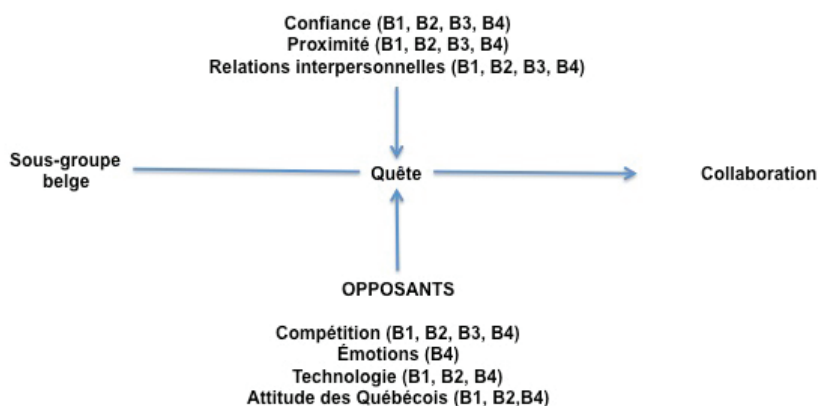 Confiance (B1, B2, B3, B4)
Proximité (B1, B2, B3, B4)
Relations interpersonnelles (B1, B2, B3, B4)
Sous-groupe
belge
Quête
Collaboration
OPPOSANTS
Compétition (B1, B2, B3, B4)
Émotions (B4)
Technologie (B1, B2, B4)
Attitude des Québécois (B1, B2,B4)